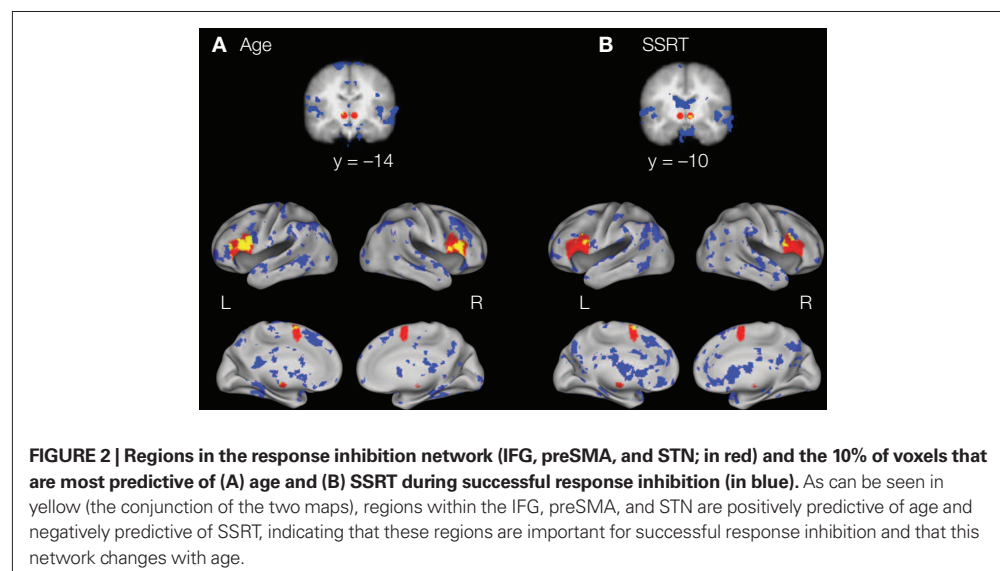 A Age
B SSRT
y = –14
y = –10
L
R
L
R
FIGURE 2 | Regions in the response inhibition network (IFG, preSMA, and STN; in red) and the 10% of voxels that
are most predictive of (A) age and (B) SSRT during successful response inhibition (in blue). As can be seen in
yellow (the conjunction of the two maps), regions within the IFG, preSMA, and STN are positively predictive of age and
negatively predictive of SSRT, indicating that these regions are important for successful response inhibition and that this
network changes with age.